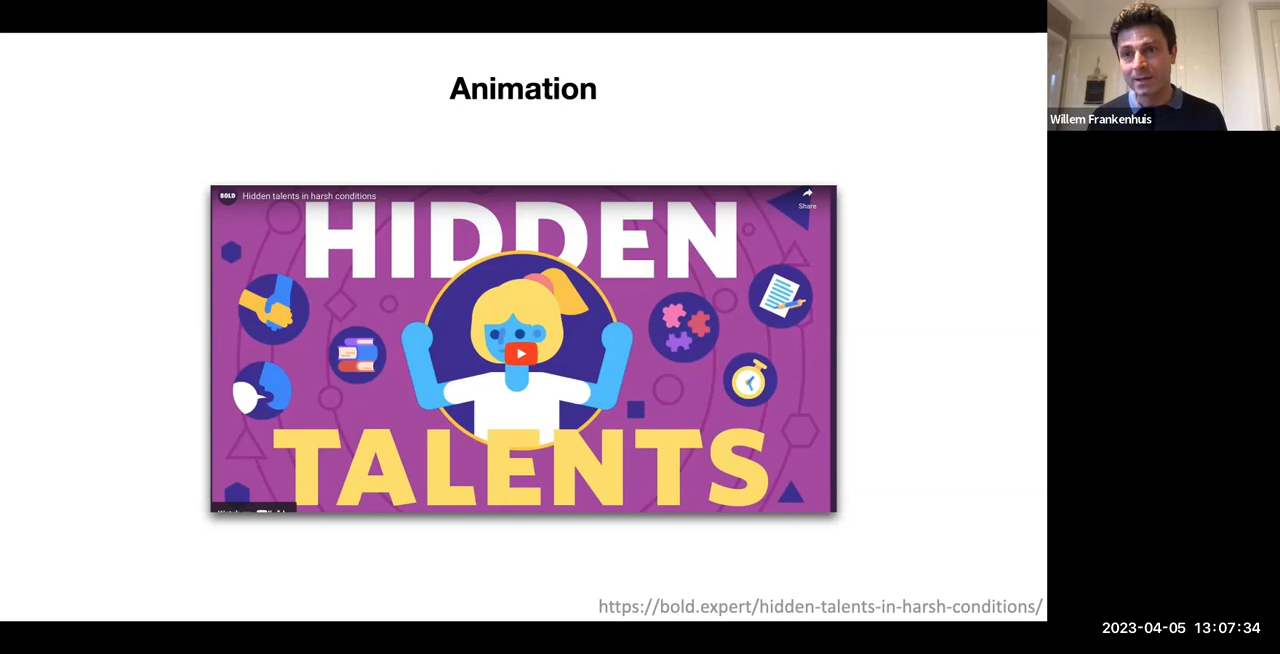 Animation
BOLD
Hidden talents in harsh conditions
Share
HIDDEN
TALENTS
https://bold.expert/hidden-talents-in-harsh-conditions/
Willem Frankenhuis
2023-04-05 13:07:34